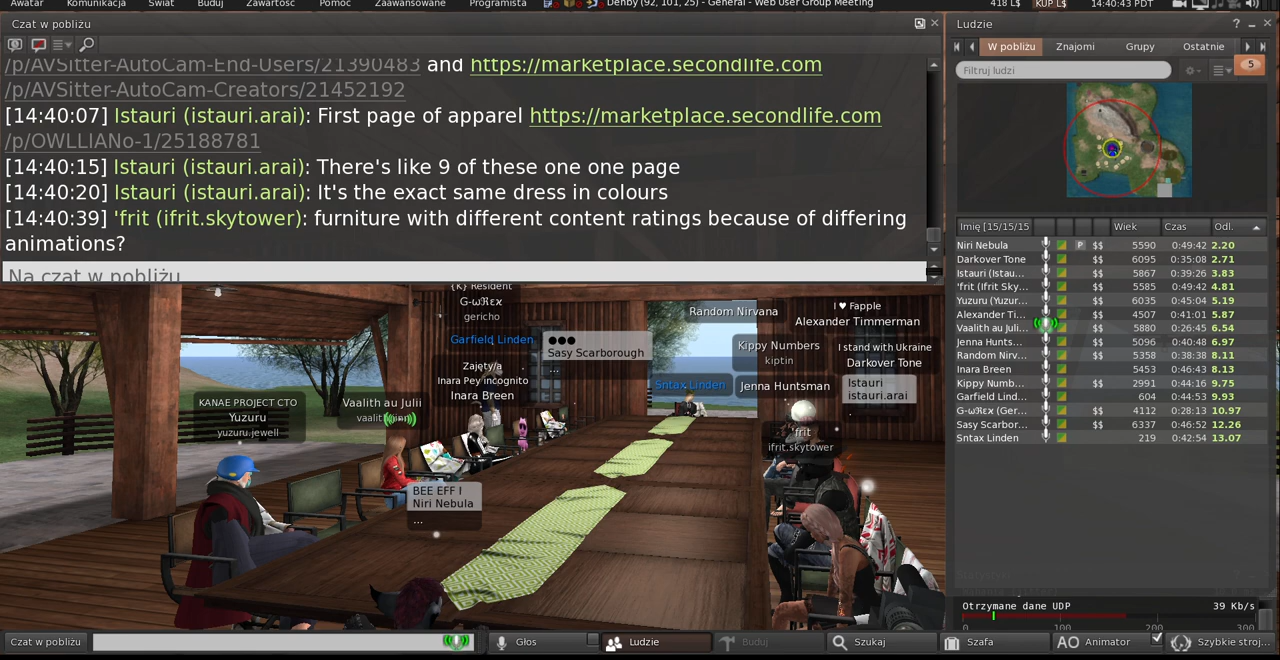 Awatar Komunikacja Świat Buduj Zawartość Pomoc Zaawansowane Programista Denby (92, 101, 25) - General - Web User Group Meeting 418 L$ KUP L$ 14:40:43 PDT
Czat w pobliżu
/p/AVSitter-AutoCam-End-Users/21390483 and https://marketplace.secondlife.com
/p/AVSitter-AutoCam-Creators/21452192
[14:40:07] Istauri (istauri.arai): First page of apparel https://marketplace.secondlife.com
/p/OWLLIANo-1/25188781
[14:40:15] Istauri (istauri.arai): There's like 9 of these one one page
[14:40:20] Istauri (istauri.arai): It's the exact same dress in colours
[14:40:39] 'frit (ifrit.skytower): furniture with different content ratings because of differing
animations?
Na czat w pobliżu
{K} Resident
G-ωℜεϰ
gericho
Garfield Linden
Zajęty/a
Inara Pey incognito
Inara Breen
●●●
Sasy Scarborough
...
Random Nirvana
I ♥ Fapple
Alexander Timmerman
Kippy Numbers
kiptin
I stand with Ukraine
Darkover Tone
Sntax Linden
Jenna Huntsman
Istauri
istauri.arai
.
KANAE PROJECT CTO
Yuzuru
yuzuru.jewell
Vaalith au Julii
'frit
ifrit.skytower
BEE EFF I
Niri Nebula
...
Ludzie
W pobliżu Znajomi Grupy Ostatnie
Filtruj ludzi
5
Imię [15/15/15 Wiek Czas Odl.
Niri Nebula P $$ 5590 0:49:42 2.20
Darkover Tone $$ 6095 0:35:08 2.71
Istauri (Istau... $$ 5867 0:39:26 3.83
'frit (Ifrit Sky... $$ 5585 0:49:42 4.81
Yuzuru (Yuzur... $$ 6035 0:45:04 5.19
Alexander Ti... $$ 4507 0:41:01 5.87
Vaalith au Juli... $$ 5880 0:26:45 6.54
Jenna Hunts... $$ 5096 0:40:48 6.97
Random Nirv... $$ 5358 0:38:38 8.11
Inara Breen 5453 0:46:43 8.13
Kippy Numb... $$ 2991 0:44:16 9.75
Garfield Lind... 604 0:44:53 9.93
G-ωℜεϰ (Ger... $$ 4112 0:28:13 10.97
Sasy Scarbor... $$ 6337 0:46:52 12.26
Sntax Linden 219 0:42:54 13.07
Otrzymane dane UDP 39 Kb/s
0 100 200 300
Czat w pobliżu Głos Ludzie Buduj Szukaj Szafa AO Animator Szybkie stroj...